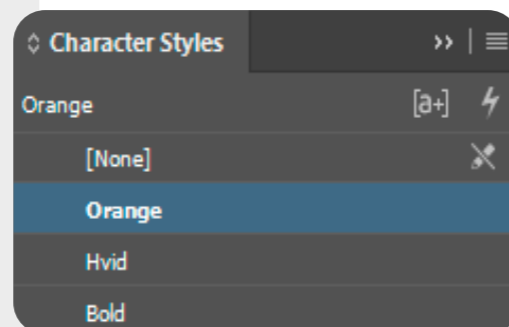 Character Styles
Orange
[a+]
[None]
Orange
Hvid
Bold